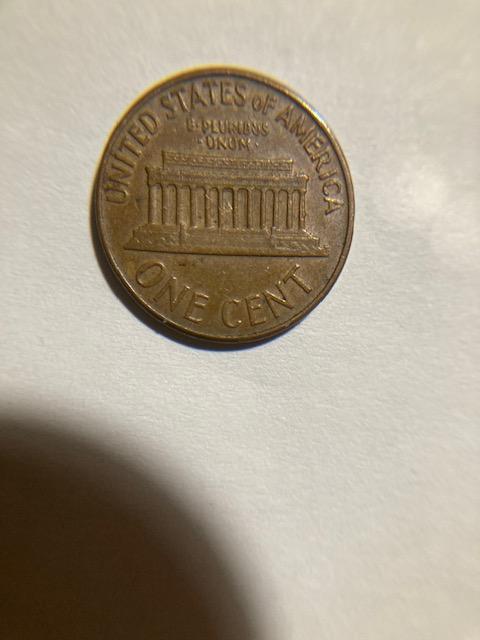 UNITED STATES OF AMERICA
E·PLURIBUS
·UNUM·
ONE CENT